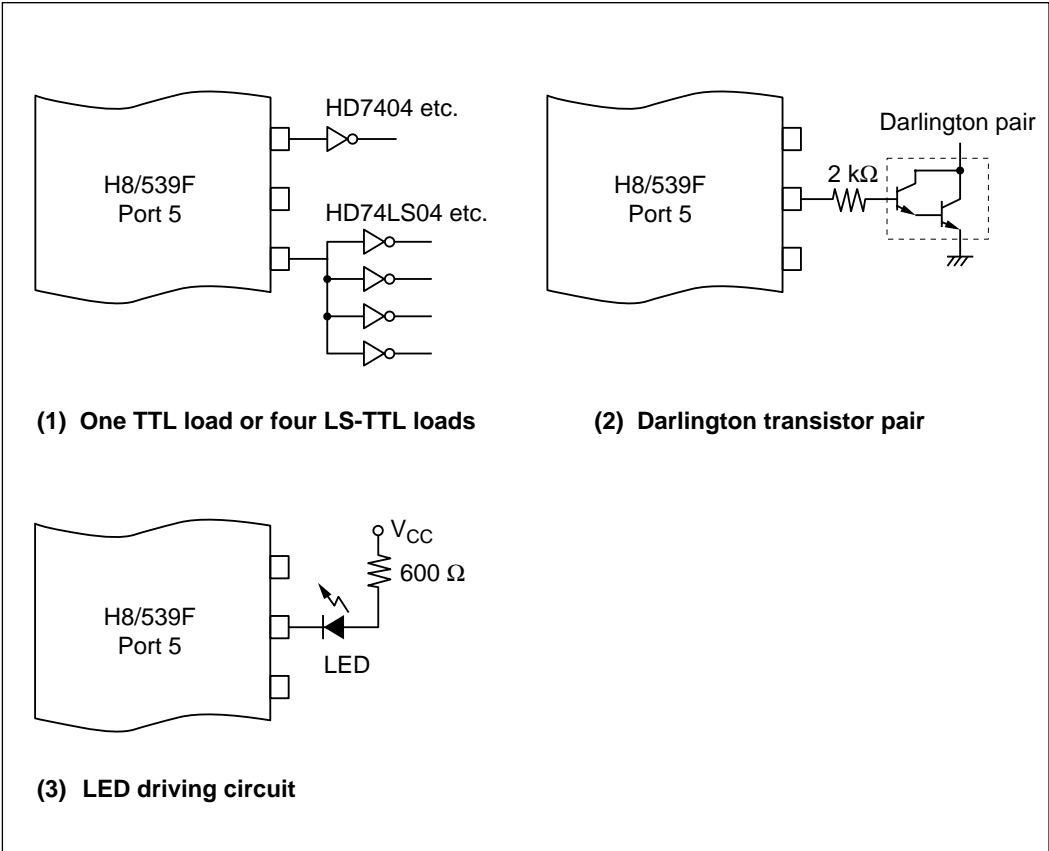 HD7404 etc.
H8/539F
Port 5
HD74LS04 etc.
(1) One TTL load or four LS-TTL loads
Darlington pair
2 kΩ
H8/539F
Port 5
(2) Darlington transistor pair
VCC
600 Ω
H8/539F
Port 5
LED
(3) LED driving circuit